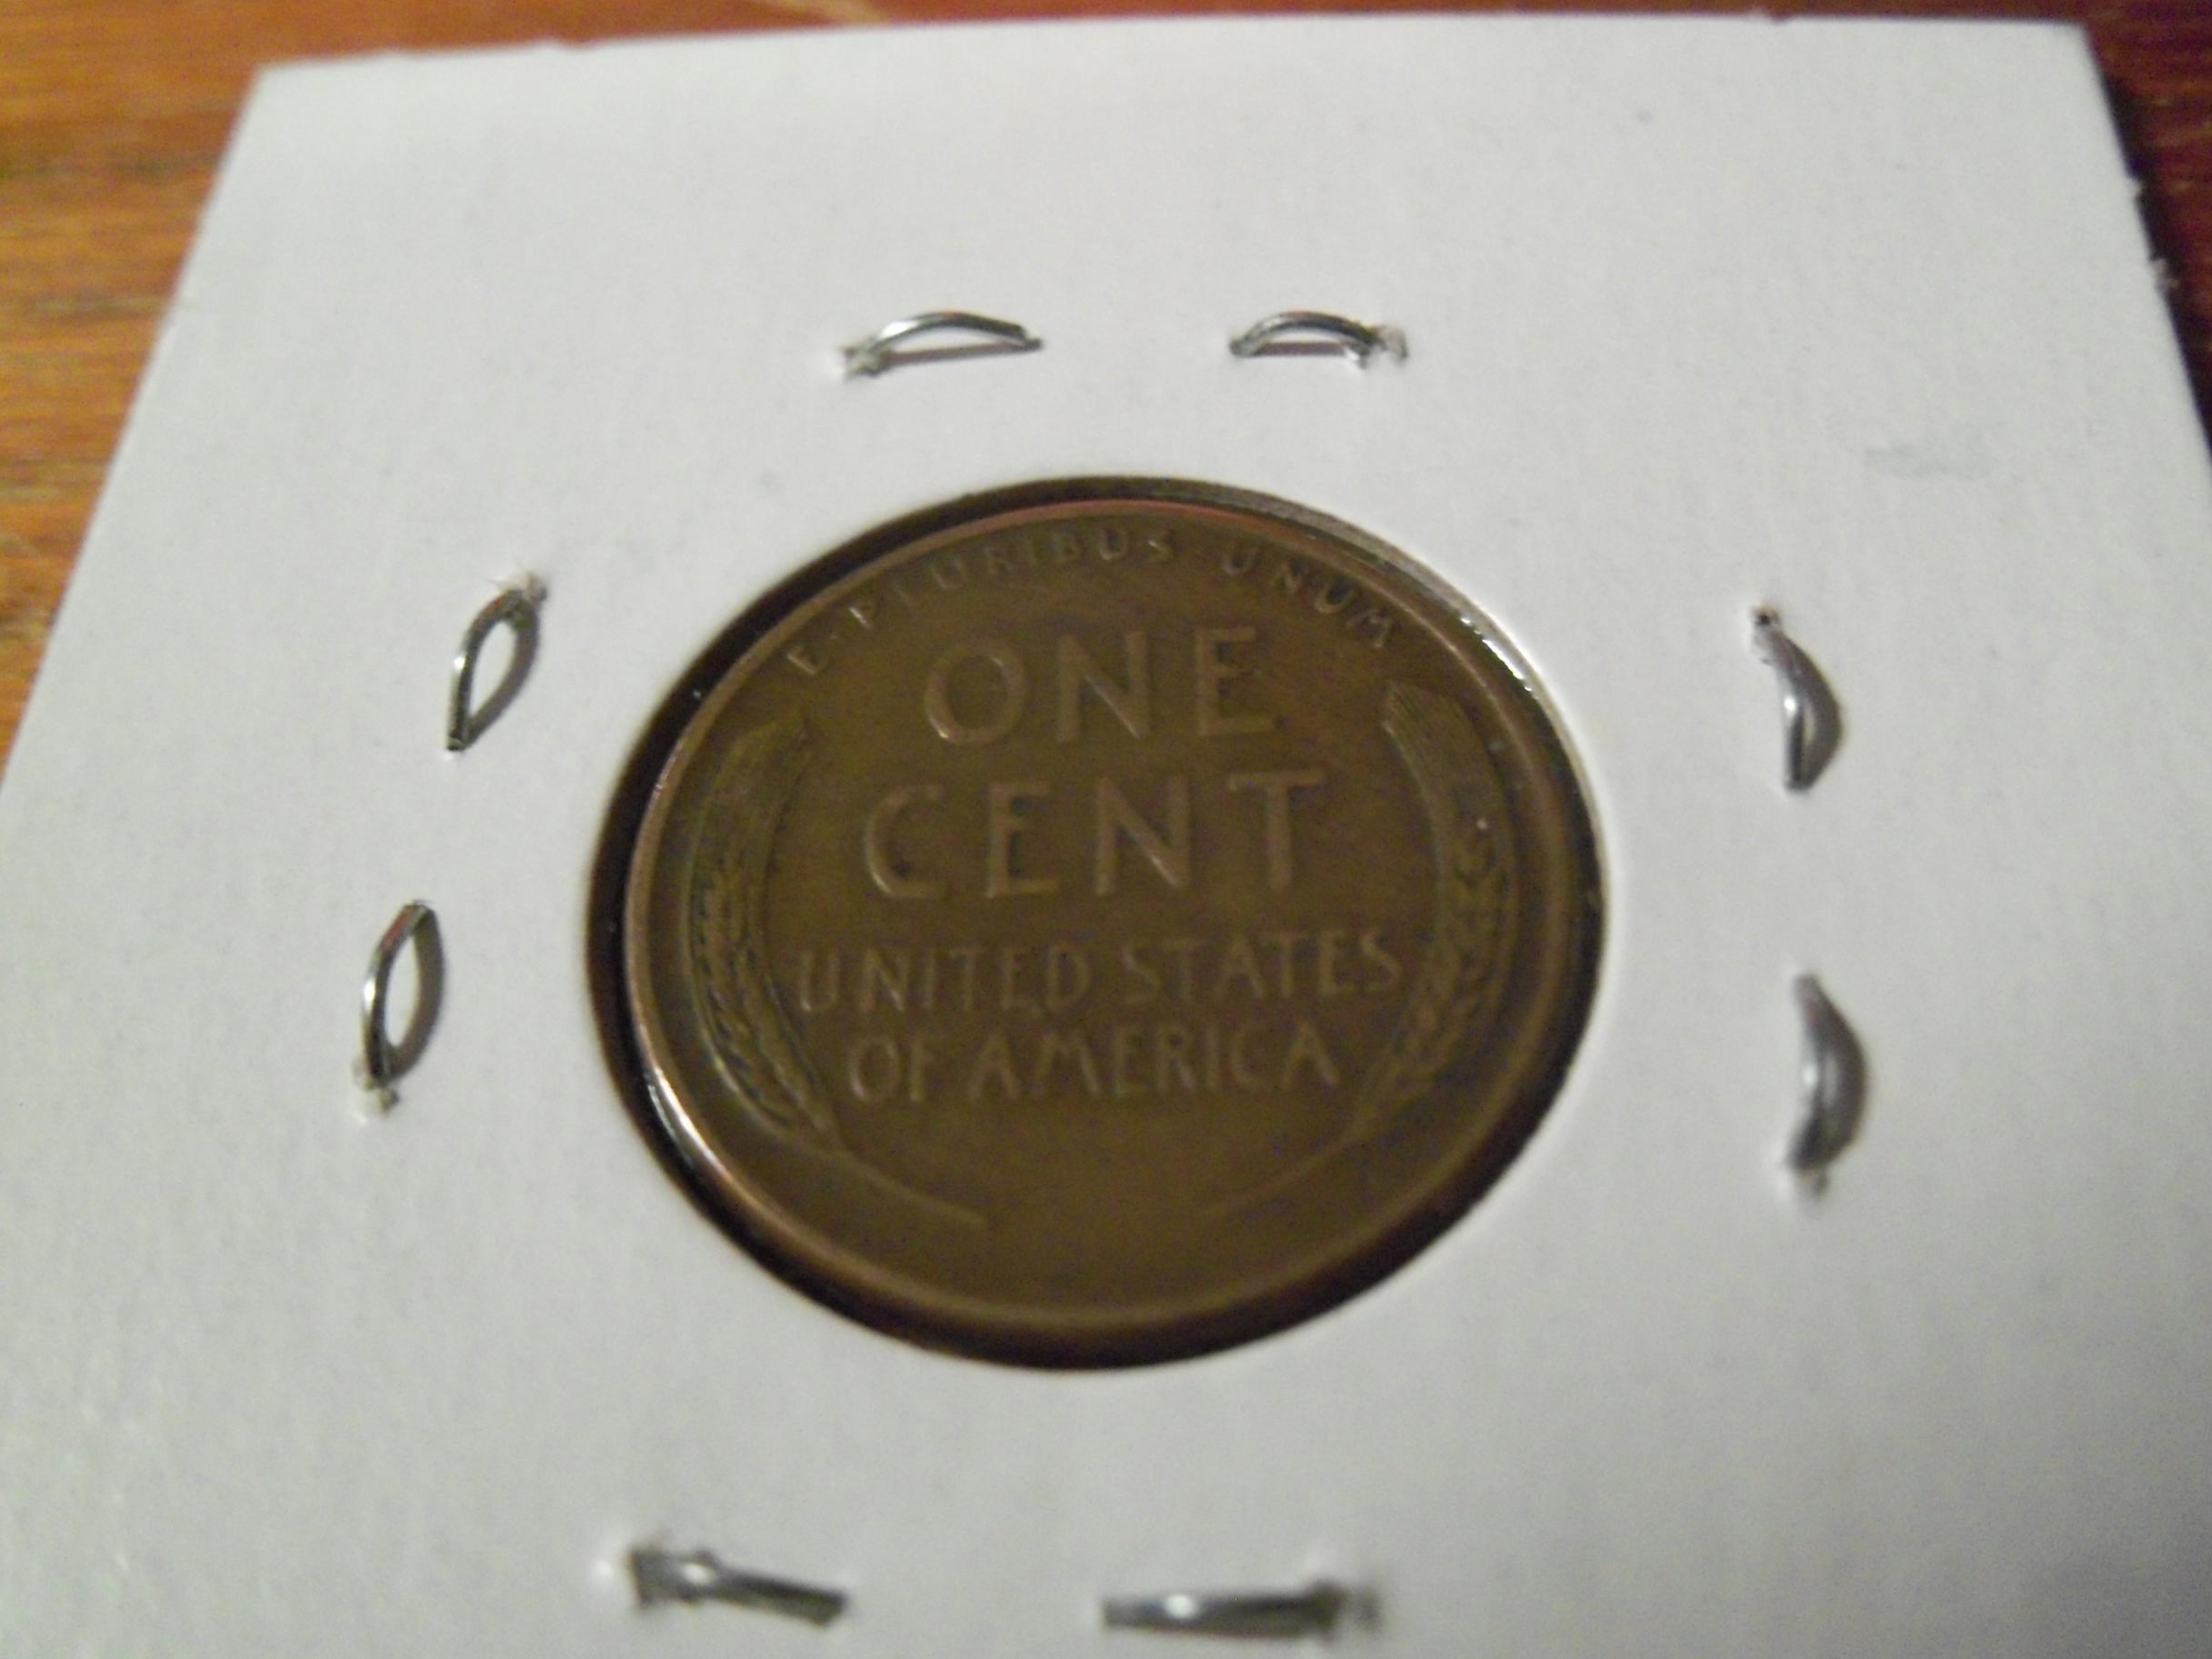 E·PLURIBUS UNUM
ONE
CENT
UNITED STATES
OF AMERICA